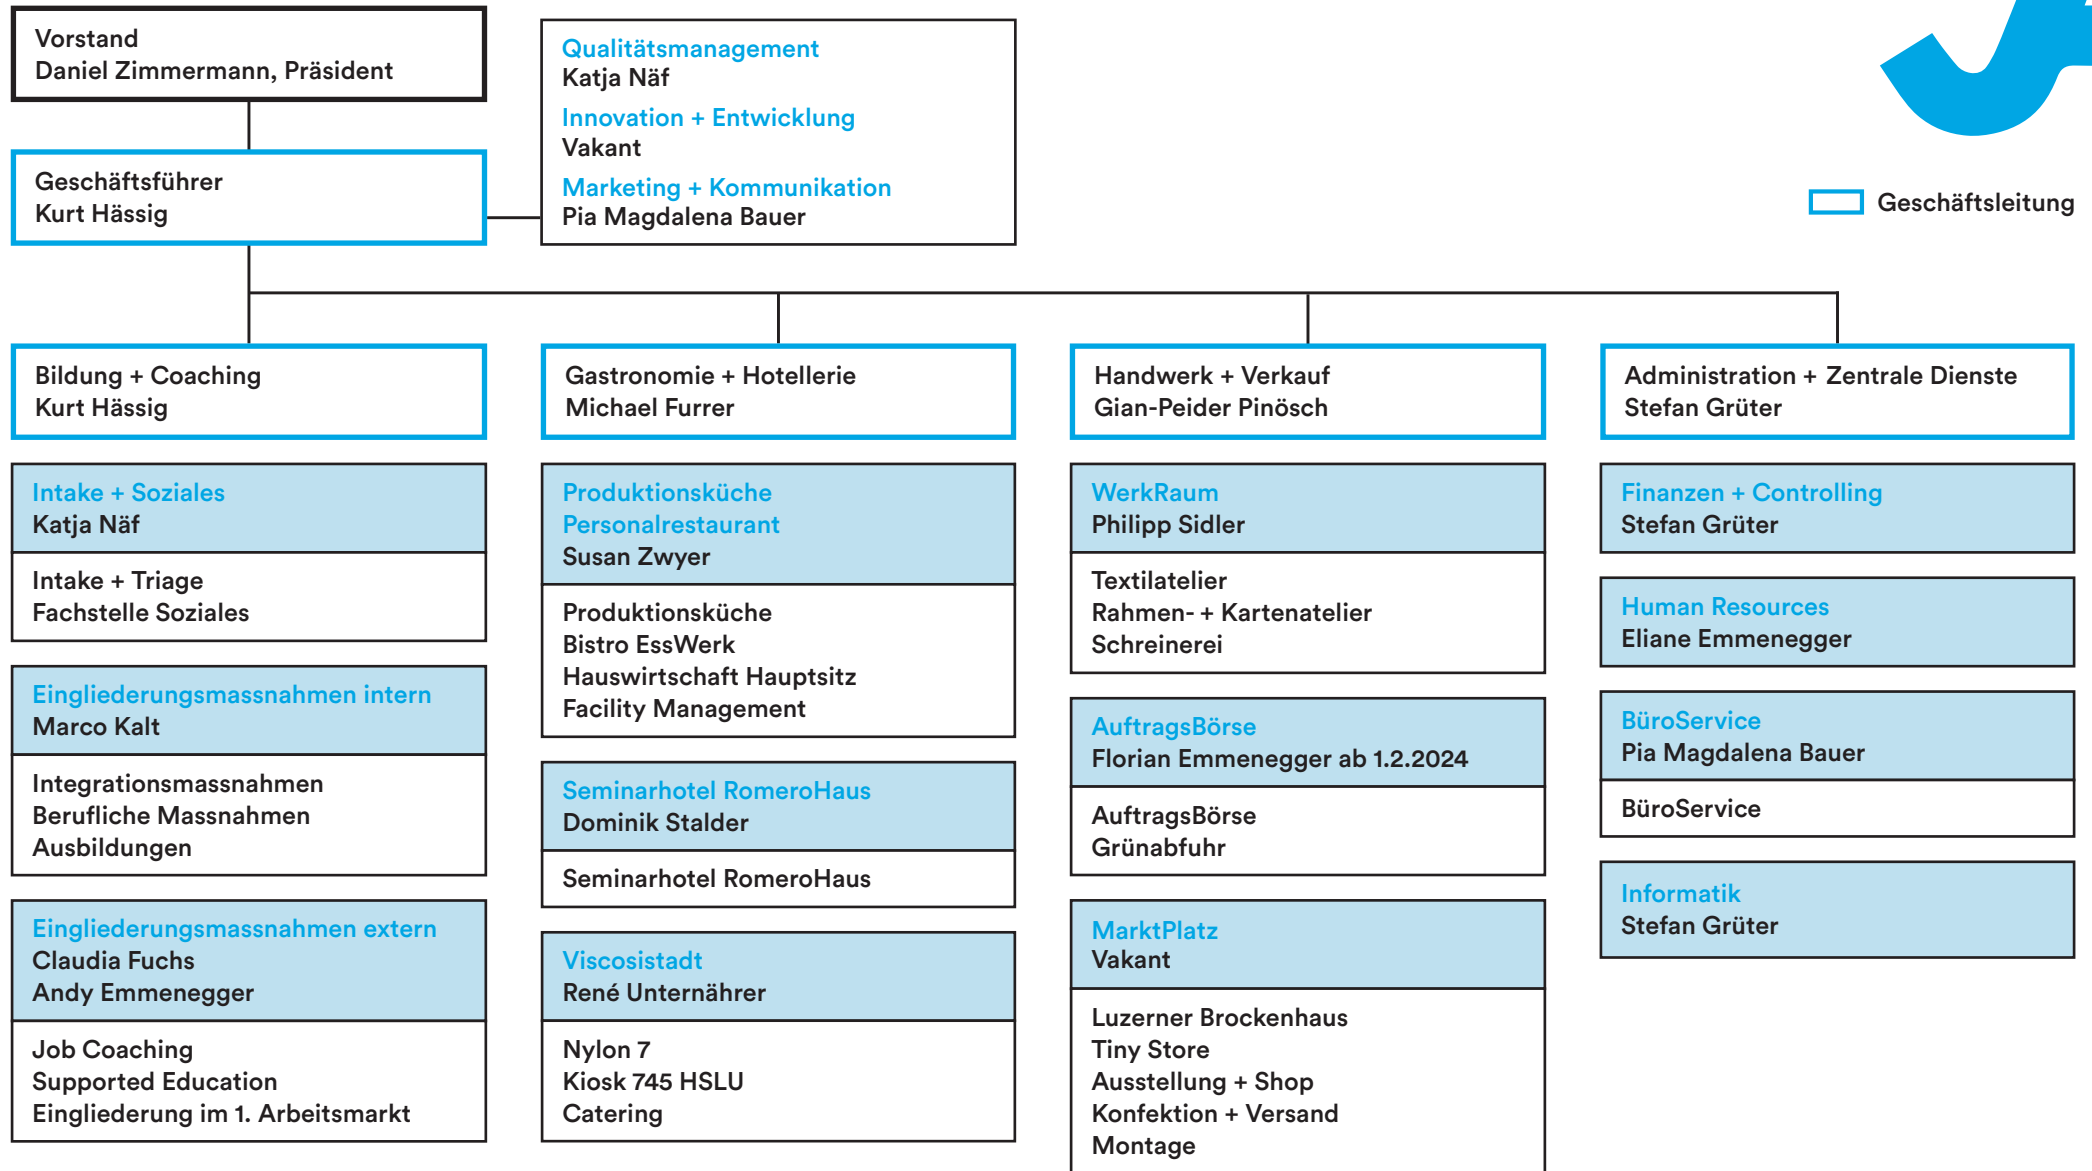 Vorstand
Daniel Zimmermann, Präsident
Geschäftsführer
Kurt Hässig
Qualitätsmanagement
Katja Näf
Innovation + Entwicklung
Vakant
Marketing + Kommunikation
Pia Magdalena Bauer
Geschäftsleitung
Bildung + Coaching
Kurt Hässig
Intake + Soziales
Katja Näf
Intake + Triage
Fachstelle Soziales
Eingliederungsmassnahmen intern
Marco Kalt
Integrationsmassnahmen
Berufliche Massnahmen
Ausbildungen
Eingliederungsmassnahmen extern
Claudia Fuchs
Andy Emmenegger
Job Coaching
Supported Education
Eingliederung im 1. Arbeitsmarkt
Gastronomie + Hotellerie
Michael Furrer
Produktionsküche
Personalrestaurant
Susan Zwyer
Produktionsküche
Bistro EssWerk
Hauswirtschaft Hauptsitz
Facility Management
Seminarhotel RomeroHaus
Dominik Stalder
Seminarhotel RomeroHaus
Viscosistadt
René Unternährer
Nylon 7
Kiosk 745 HSLU
Catering
Handwerk + Verkauf
Gian-Peider Pinösch
WerkRaum
Philipp Sidler
Textilatelier
Rahmen- + Kartenatelier
Schreinerei
AuftragsBörse
Florian Emmenegger ab 1.2.2024
AuftragsBörse
Grünabfuhr
MarktPlatz
Vakant
Luzerner Brockenhaus
Tiny Store
Ausstellung + Shop
Konfektion + Versand
Montage
Administration + Zentrale Dienste
Stefan Grüter
Finanzen + Controlling
Stefan Grüter
Human Resources
Eliane Emmenegger
BüroService
Pia Magdalena Bauer
BüroService
Informatik
Stefan Grüter